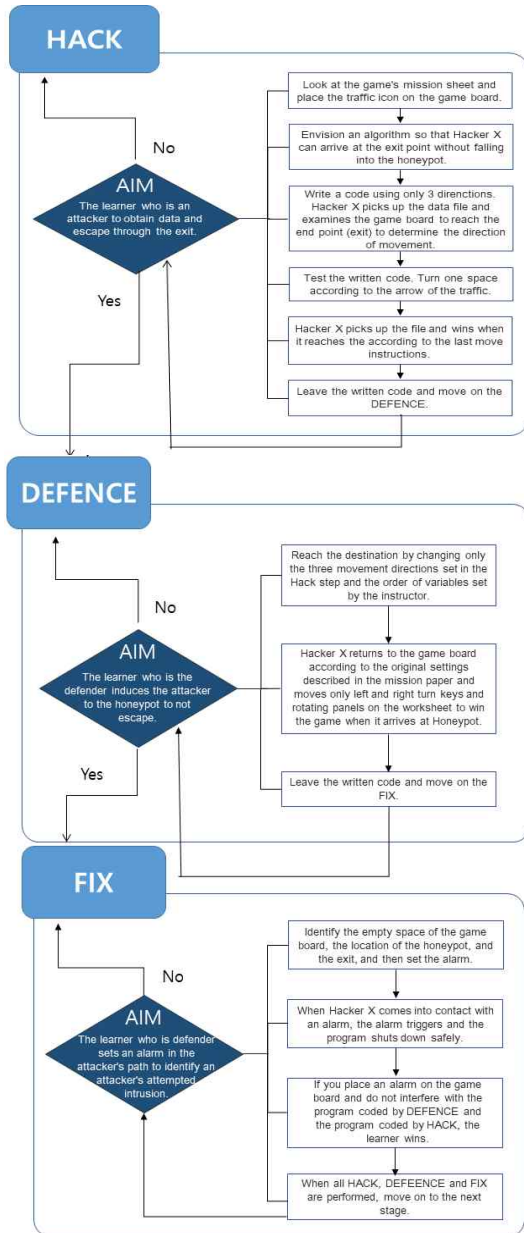 HACK
Look at the game's mission sheet and
place the traffic icon on the game board.
Envision an algorithm so that Hacker X
can arrive at the exit point without falling
into the honeypot.
Write a code using only 3 direnctions.
Hacker X picks up the data file and
examines the game board to reach the
end point (exit) to determine the
direction of movement.
Test the written code. Turn one space
according to the arrow of the traffic.
Hacker X picks up the file and wins when
it reaches the according to the last move
instructions.
Leave the written code and move on the
DEFENCE.
No
AIM
The learner who is an
attacker to obtain data and
escape through the exit.
Yes
DEFENCE
Reach the destination by changing only
the three movement directions set in the
Hack step and the order of variables set
by the instructor.
Hacker X returns to the game board
according to the original settings
described in the mission paper and
moves only left and right turn keys and
rotating panels on the worksheet to win
the game when it arrives at Honeypot.
Leave the written code and move on the
FIX.
No
AIM
The learner who is the
defender induces the attacker
to the honeypot to not
escape.
Yes
FIX
Identify the empty space of the game
board, the location of the honeypot, and
the exit, and then set the alarm.
When Hacker X comes into contact with
an alarm, the alarm triggers and the
program shuts down safely.
If you place an alarm on the game
board and do not interfere with the
program coded by DEFENCE and
the program coded by HACK, the
learner wins.
When all HACK, DEFEENCE and FIX
are performed, move on to the next
stage.
No
AIM
The learner who is defender
sets an alarm in the
attacker's path to identify an
attacker's attempted
intrusion.